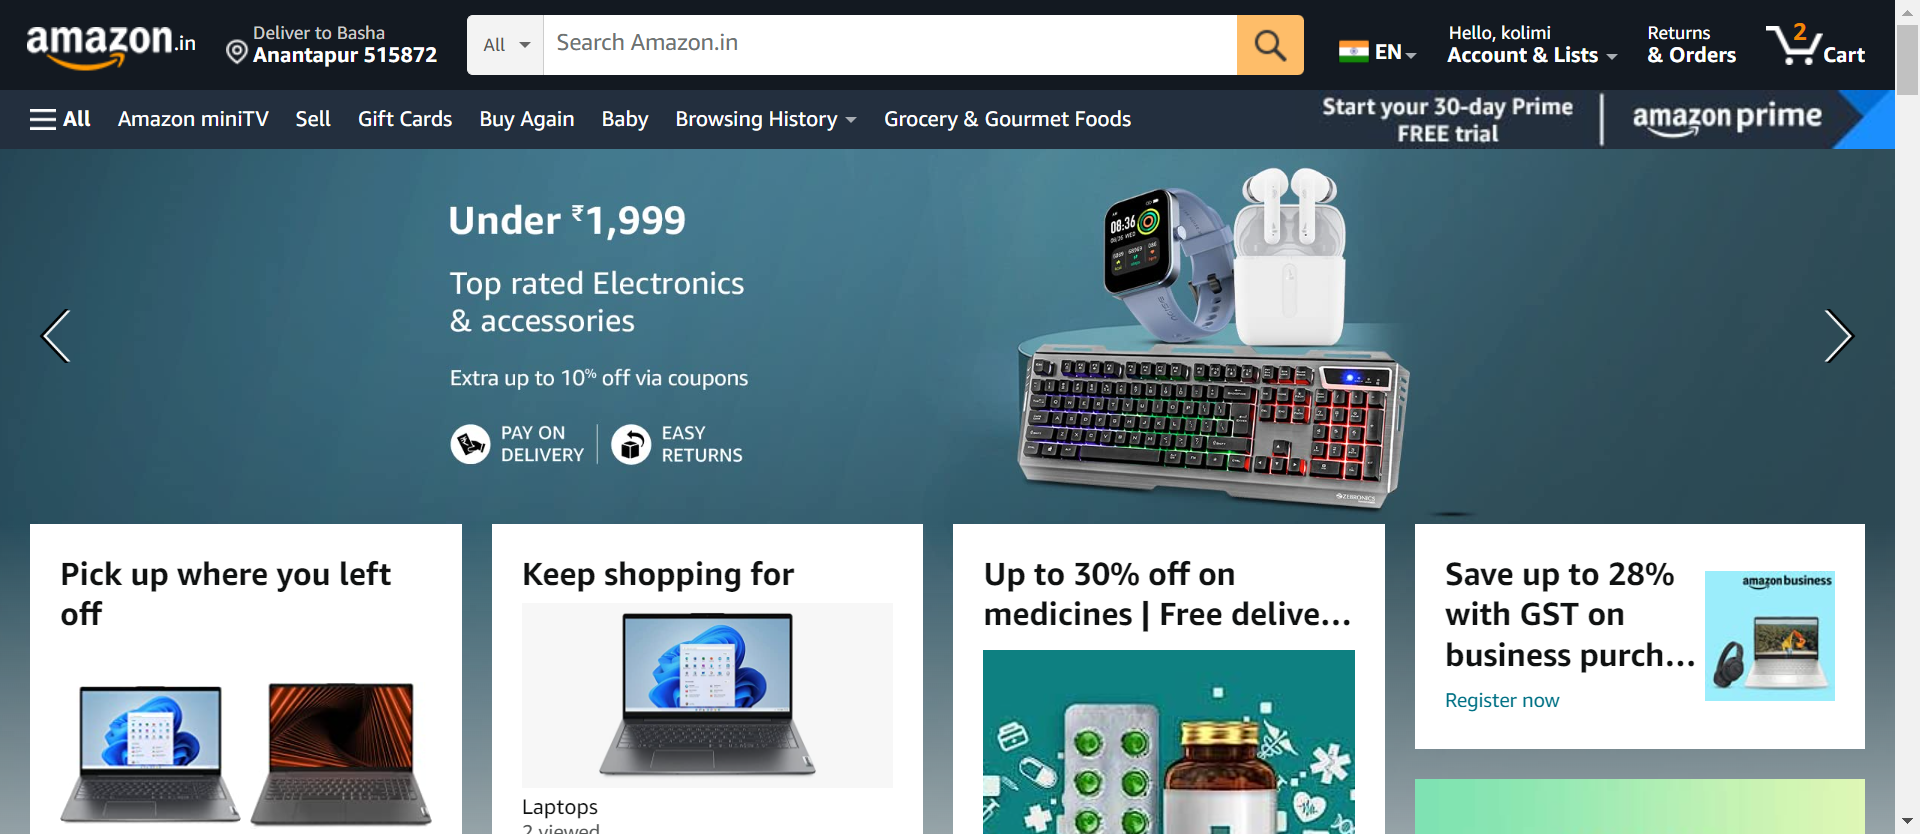 amazon.in
Deliver to Basha
Anantapur 515872
All
Search Amazon.in
EN
Hello, kolimi
Account & Lists
Returns
& Orders
2
Cart
All
Amazon miniTV
Sell
Gift Cards
Buy Again
Baby
Browsing History
Grocery & Gourmet Foods
Start your 30-day Prime
FREE trial
amazon prime
Under ₹1,999
Top rated Electronics
& accessories
Extra up to 10% off via coupons
PAY ON
DELIVERY
EASY
RETURNS
08:36
ZEBRONICS
Pick up where you left
off
Keep shopping for
Laptops
2 viewed
Up to 30% off on
medicines | Free delive...
Save up to 28%
with GST on
business purch...
Register now
amazon business